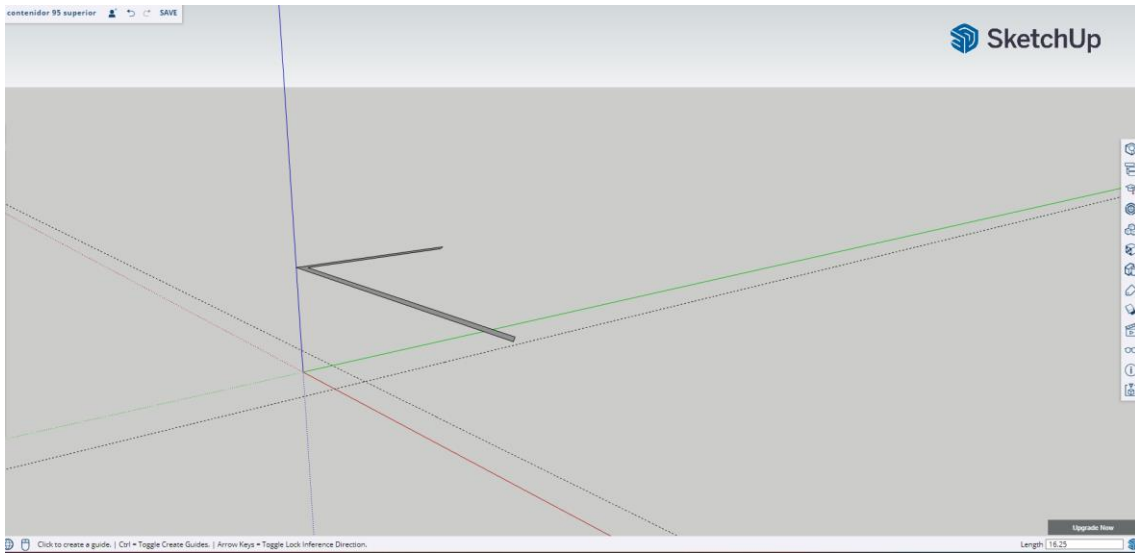 contenidor 95 superior SAVE
SketchUp
Upgrade Now
Click to create a guide. | Ctrl = Toggle Create Guides. | Arrow Keys = Toggle Lock Inference Direction.
Length 16.25